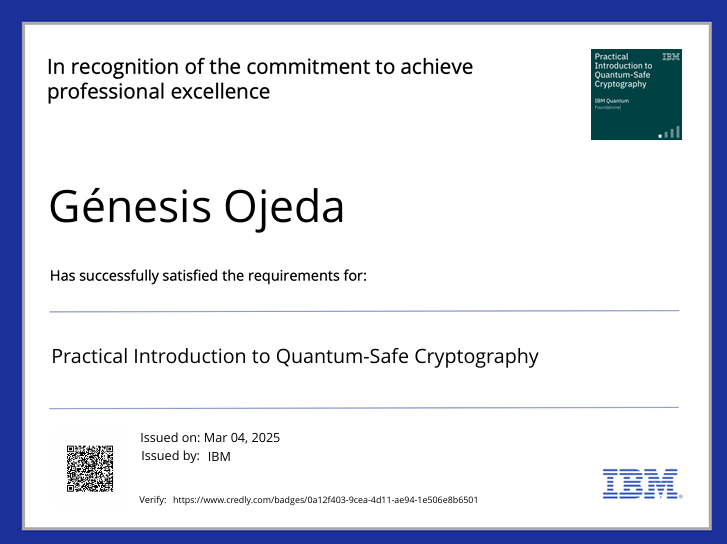 In recognition of the commitment to achieve
professional excellence
Practical
Introduction to
Quantum-Safe
Cryptography
IBM
IBM Quantum
Foundational
Génesis Ojeda
Has successfully satisfied the requirements for:
Practical Introduction to Quantum-Safe Cryptography
Issued on: Mar 04, 2025
Issued by: IBM
Verify: https://www.credly.com/badges/0a12f403-9cea-4d11-ae94-1e506e8b6501
IBM®